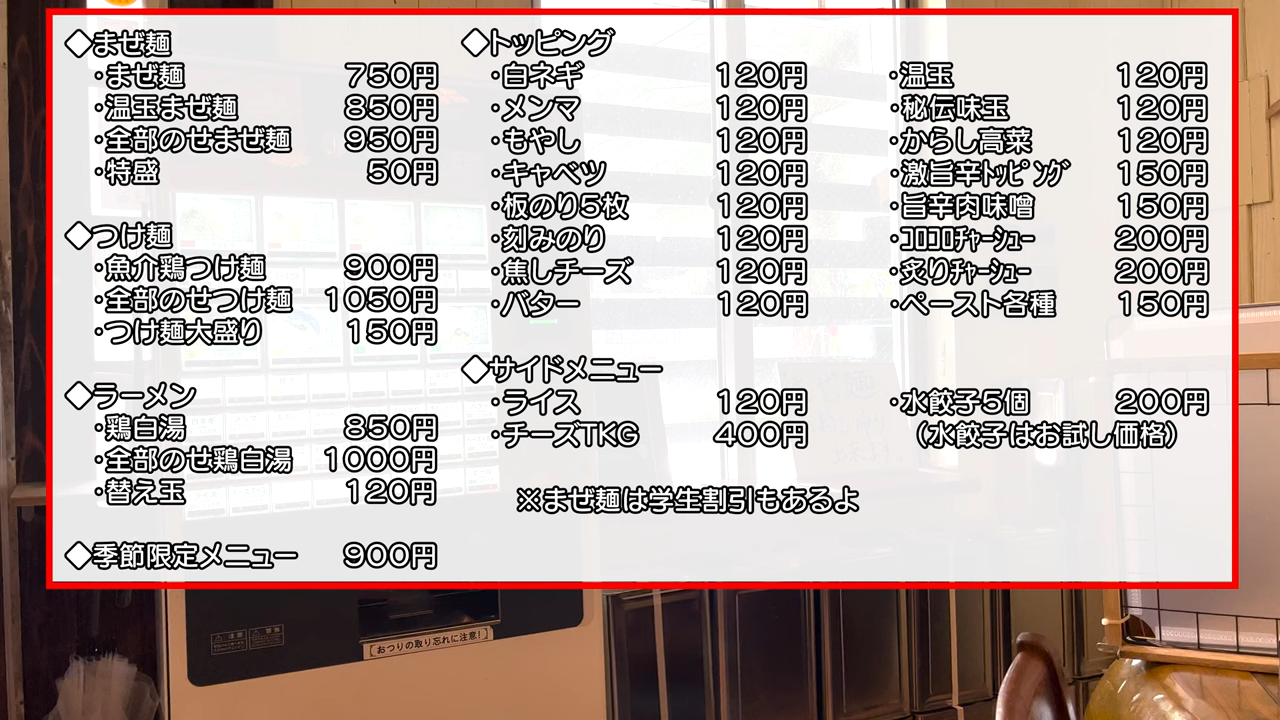 ◇まぜ麺
・まぜ麺 750円
・温玉まぜ麺 850円
・全部のせまぜ麺 950円
・特盛 50円
◇つけ麺
・魚介鶏つけ麺 900円
・全部のせつけ麺 1050円
・つけ麺大盛り 150円
◇ラーメン
・鶏白湯 850円
・全部のせ鶏白湯 1000円
・替え玉 120円
◇季節限定メニュー 900円
◇トッピング
・白ネギ 120円
・メンマ 120円
・もやし 120円
・キャベツ 120円
・板のり5枚 120円
・刻みのり 120円
・焦しチーズ 120円
・バター 120円
・温玉 120円
・秘伝味玉 120円
・からし高菜 120円
・激旨辛ﾄｯﾋﾟﾝｸﾞ 150円
・旨辛肉味噌 150円
・ｺﾛｺﾛﾁｬｰｼｭｰ 200円
・炙りﾁｬｰｼｭｰ 200円
・ペースト各種 150円
◇サイドメニュー
・ライス 120円
・チーズTKG 400円
・水餃子5個 200円
（水餃子はお試し価格）
※まぜ麺は学生割引もあるよ
［おつりの取り忘れに注意!］